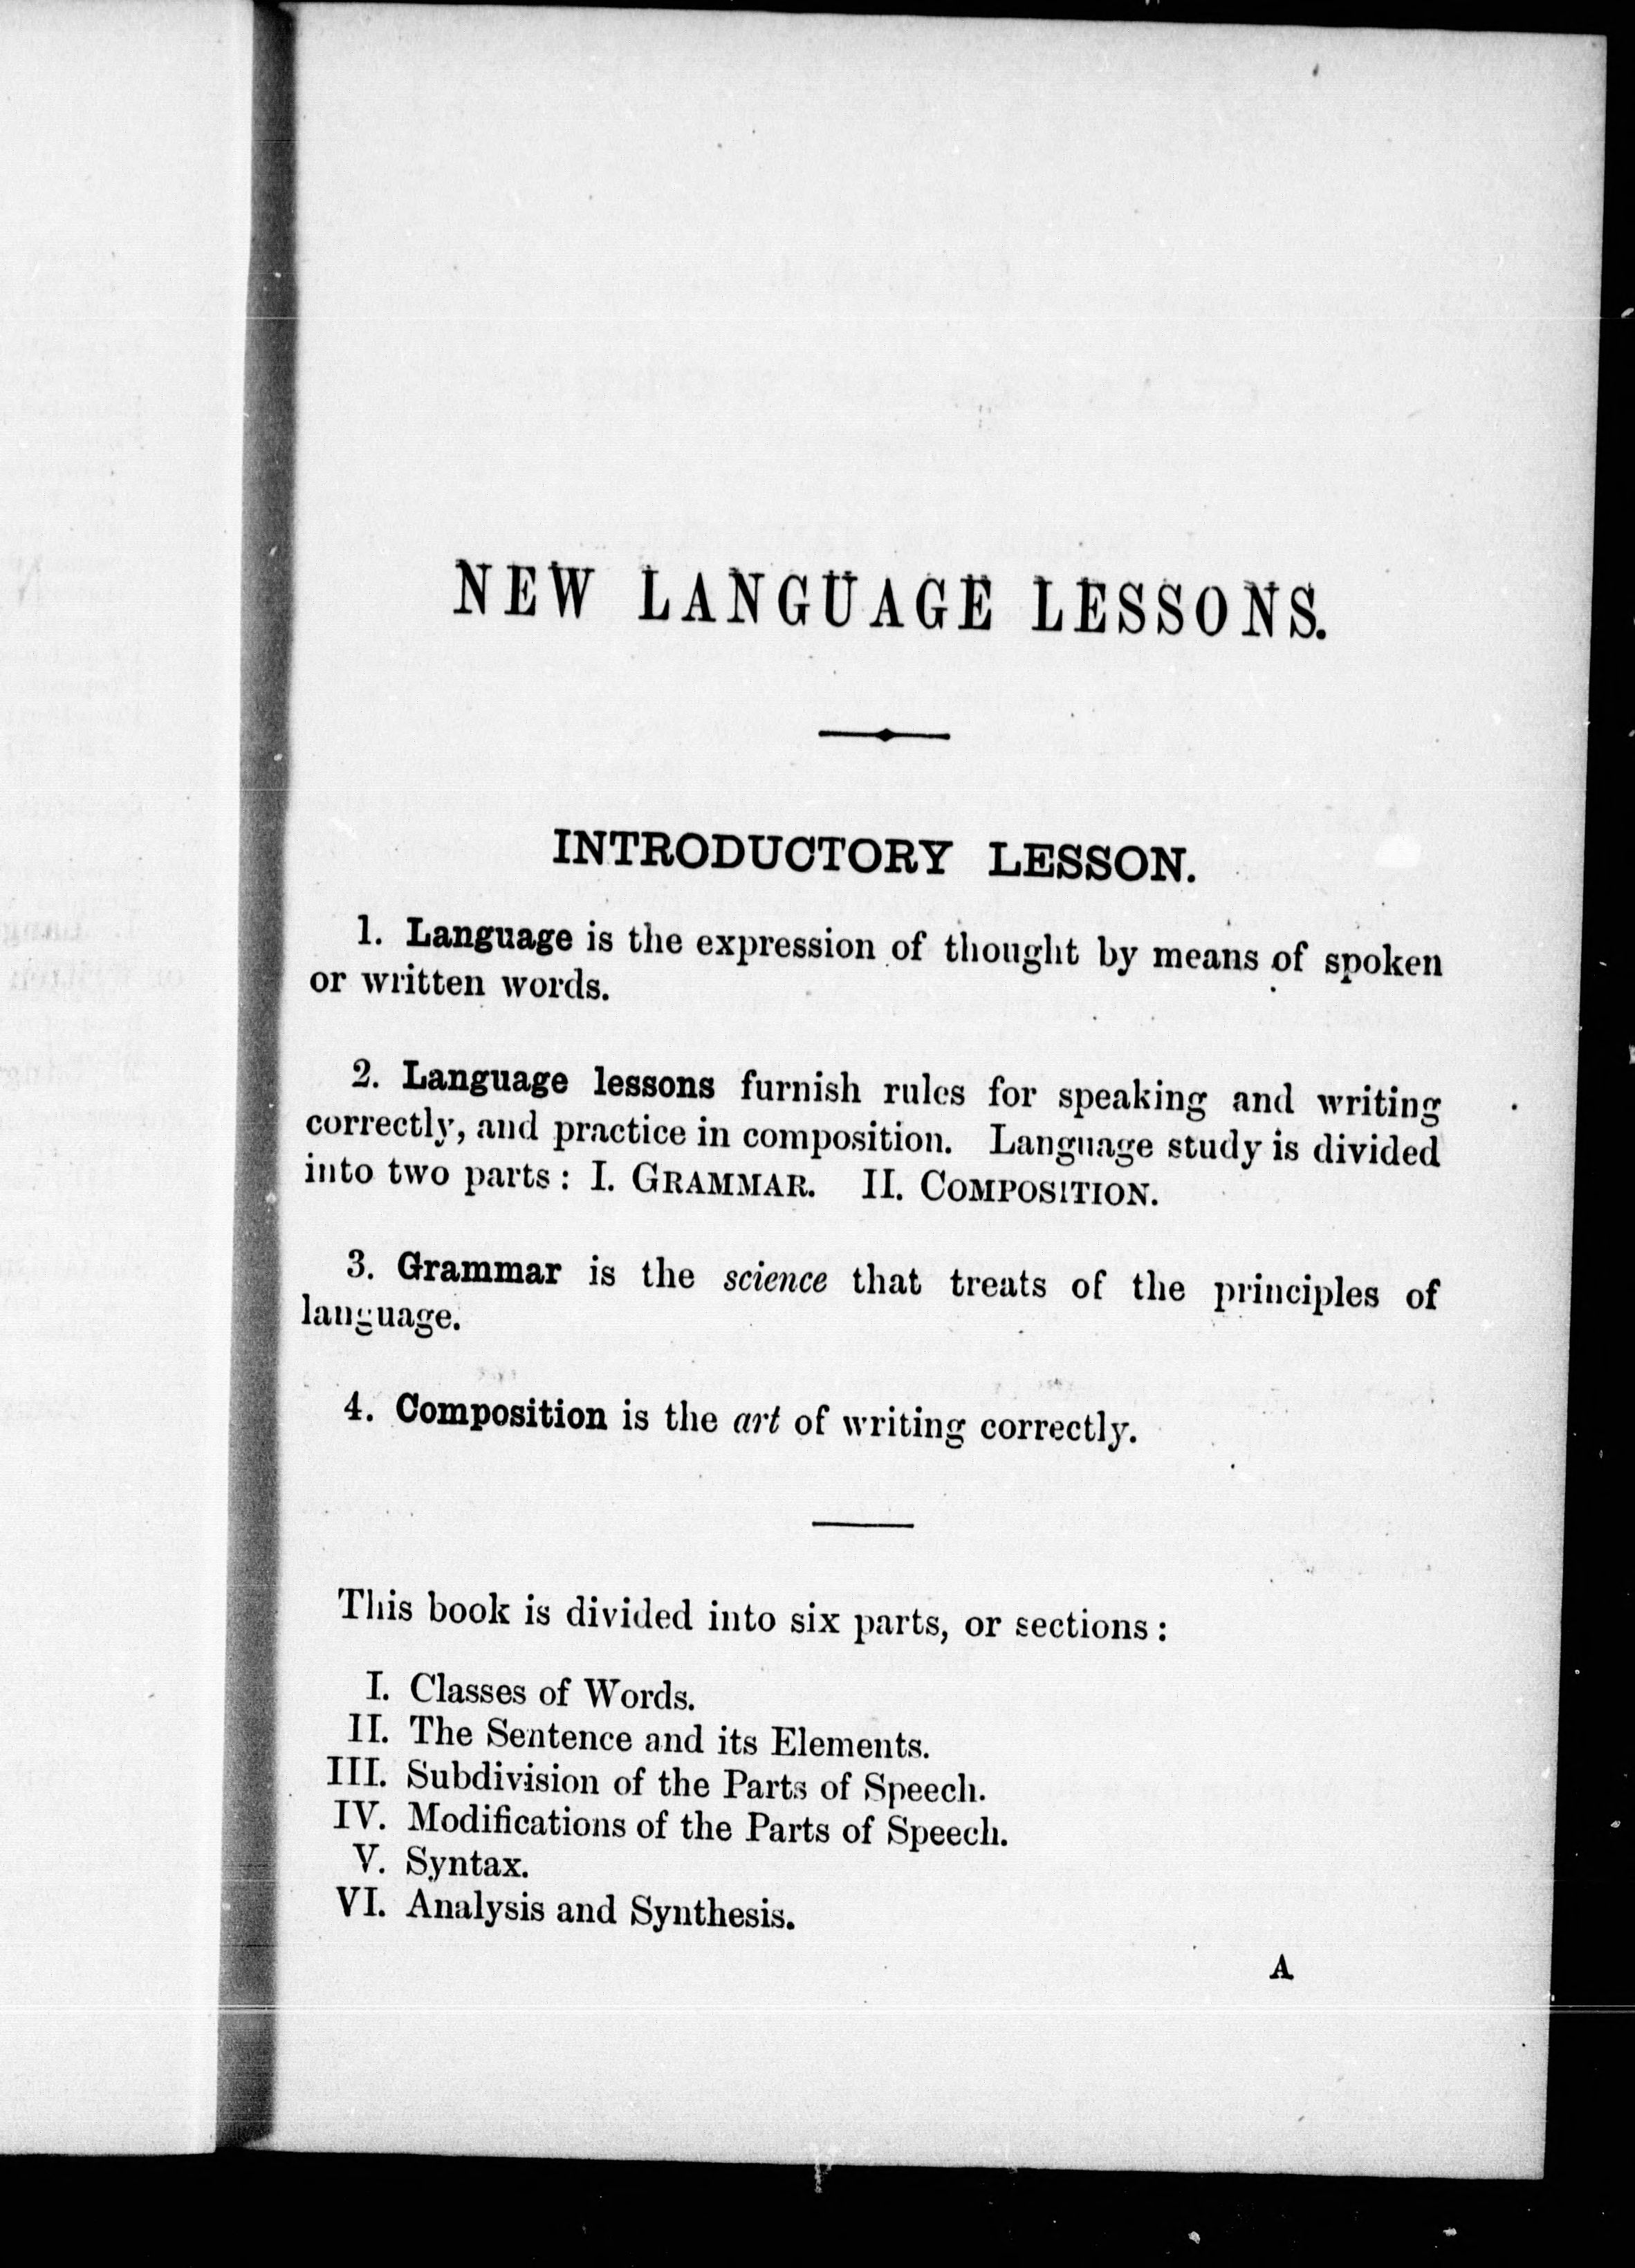 NEW LANGUAGE LESSONS.
INTRODUCTORY LESSON.
1. Language is the expression of thought by means of spoken
or written words.
2. Language lessons furnish rules for speaking and writing
correctly, and practice in composition. Language study is divided
into two parts: I. GRAMMAR. II. COMPOSITION.
3. Grammar is the science that treats of the principles of
language.
4. Composition is the art of writing correctly.
This book is divided into six parts, or sections:
I. Classes of Words.
II. The Sentence and its Elements.
III. Subdivision of the Parts of Speech.
IV. Modifications of the Parts of Speech.
V. Syntax.
VI. Analysis and Synthesis.
A